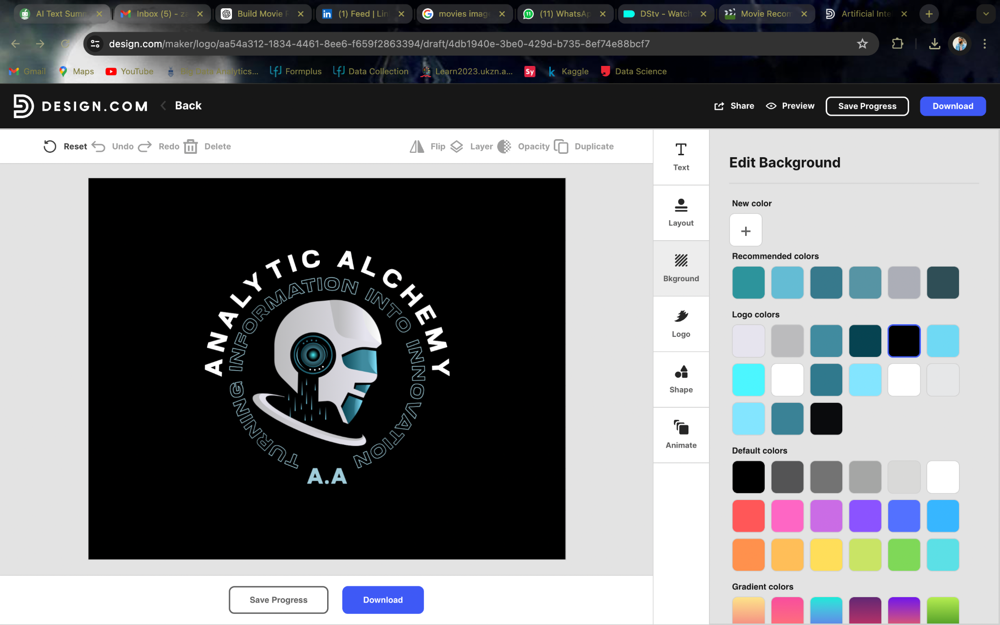 AI Text Summ
Inbox (5) - za
Build Movie R
(1) Feed | Lin
movies image
11
(11) WhatsAp
DStv - Watch
Movie Recom
Artificial Inte
design.com/maker/logo/aa54a312-1834-4461-8ee6-f659f2863394/draft/4db1940e-3be0-429d-b735-8ef74e88bcf7
Gmail
Maps
YouTube
Big Data Analytics...
Formplus
Data Collection
Learn2023.ukzn.a...
Sy
Kaggle
Data Science
DESIGN.COM
Back
Share
Preview
Save Progress
Download
Reset
Undo
Redo
Delete
Flip
Layer
Opacity
Duplicate
ANALYTIC ALCHEMY
TURNING INFORMATION INTO INNOVATION
A.A
Save Progress
Download
Text
Layout
Bkground
Logo
Shape
Animate
Edit Background
New color
Recommended colors
Logo colors
Default colors
Gradient colors